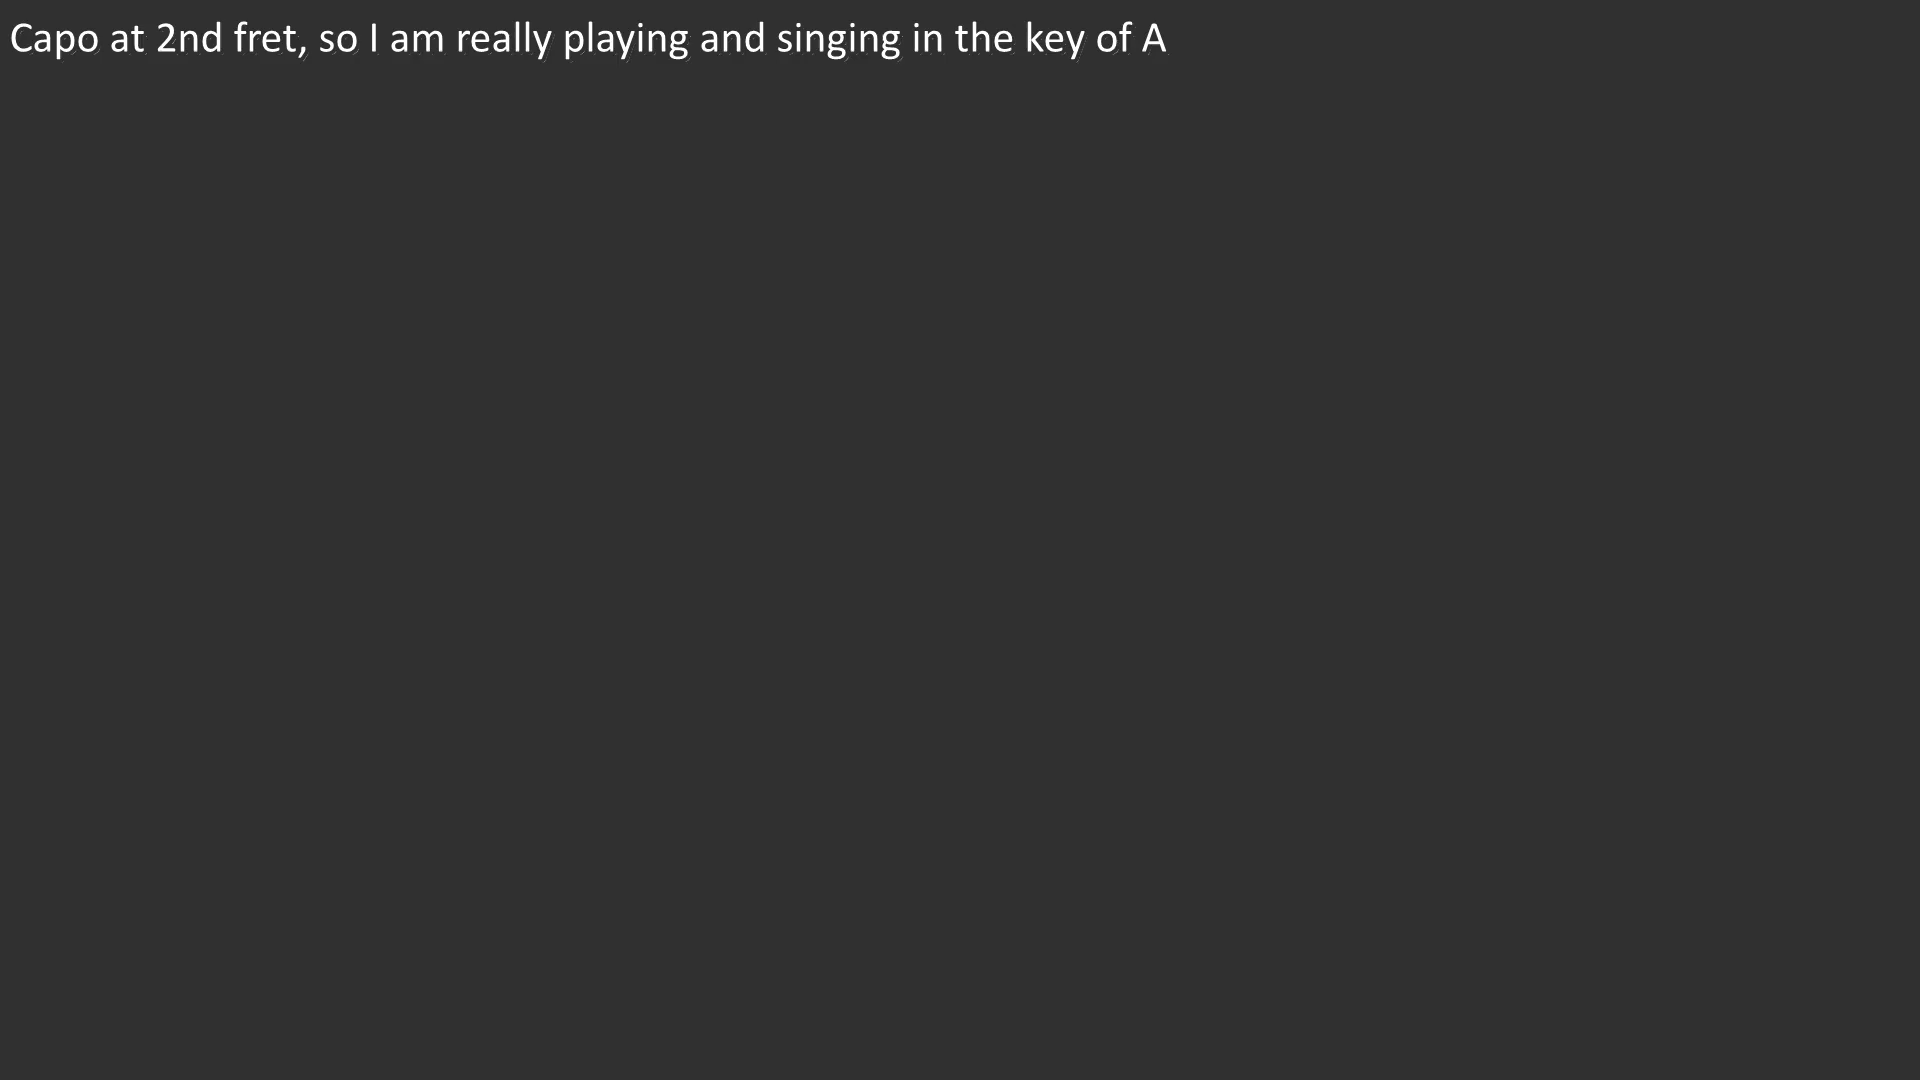 Capo at 2nd fret, so I am really playing and singing in the key of A